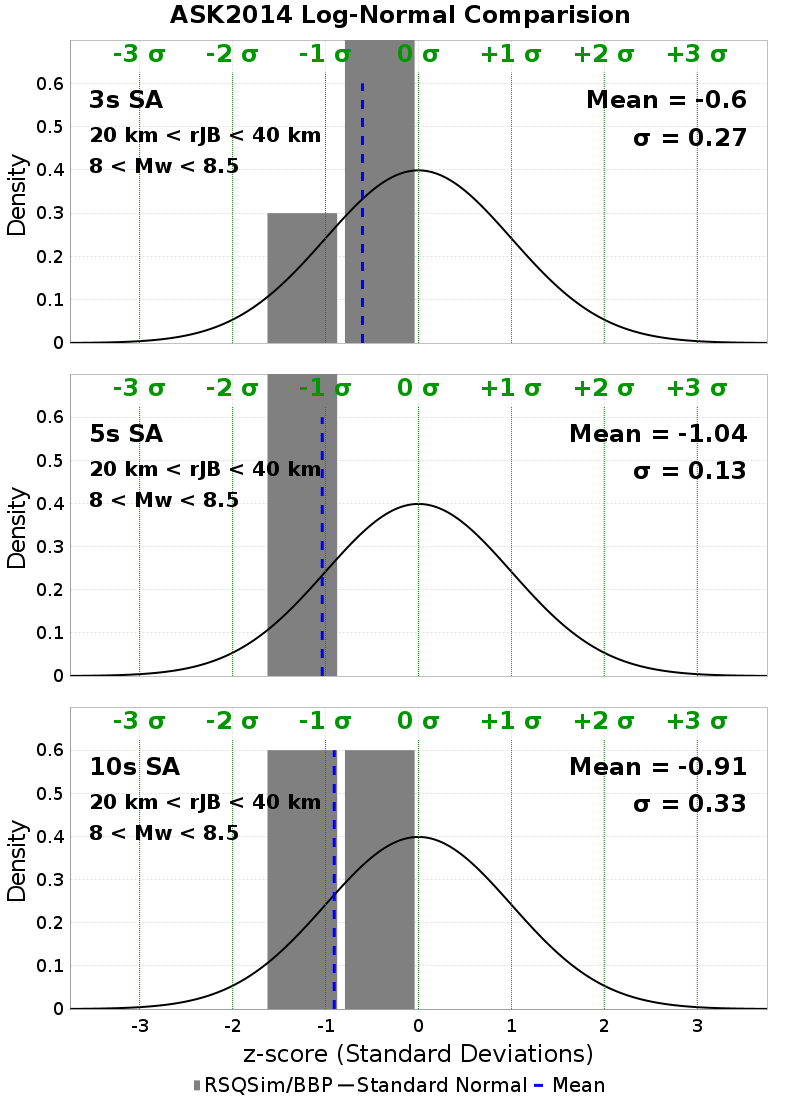 ASK2014 Log-Normal Comparision
-3 σ -2 σ -1 σ 0 σ +1 σ +2 σ +3 σ
0.6
3s SA Mean = -0.6
0.5
20 km < rJB < 40 km σ = 0.27
8 < Mw < 8.5
0.4
0.3
0.2
0.1
0
Density
-3 σ -2 σ -1 σ 0 σ +1 σ +2 σ +3 σ
0.6
5s SA Mean = -1.04
0.5
20 km < rJB < 40 km σ = 0.13
8 < Mw < 8.5
0.4
0.3
0.2
0.1
0
Density
-3 σ -2 σ -1 σ 0 σ +1 σ +2 σ +3 σ
0.6
10s SA Mean = -0.91
0.5
20 km < rJB < 40 km σ = 0.33
8 < Mw < 8.5
0.4
0.3
0.2
0.1
0
Density
-3 -2 -1 0 1 2 3
z-score (Standard Deviations)
RSQSim/BBP Standard Normal Mean